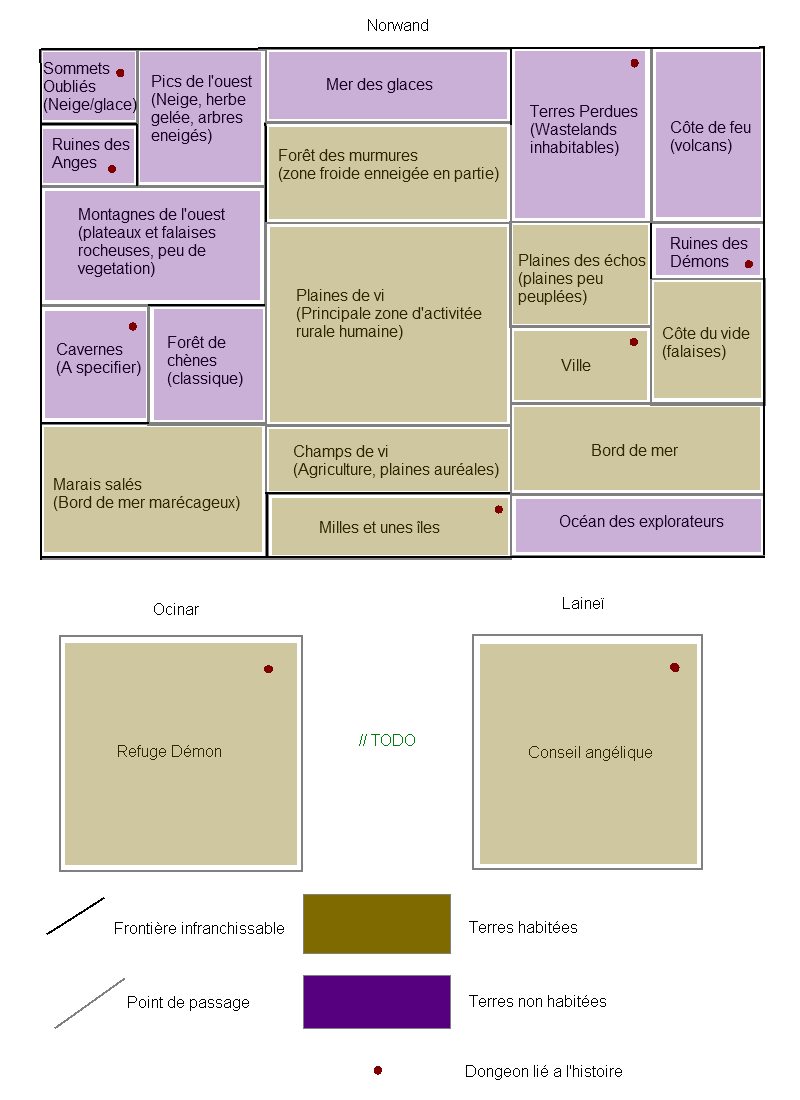 Norwand
Sommets
Oubliés
(Neige/glace)
Pics de l'ouest
(Neige, herbe
gelée, arbres
eneigés)
Mer des glaces
Terres Perdues
(Wastelands
inhabitables)
Côte de feu
(volcans)
Ruines des
Anges
Forêt des murmures
(zone froide enneigée en partie)
Montagnes de l'ouest
(plateaux et falaises
rocheuses, peu de
vegetation)
Plaines de vi
(Principale zone d'activitée
rurale humaine)
Plaines des échos
(plaines peu
peuplées)
Ruines des
Démons
Cavernes
(A specifier)
Forêt de
chènes
(classique)
Ville
Côte du vide
(falaises)
Marais salés
(Bord de mer marécageux)
Champs de vi
(Agriculture, plaines auréales)
Bord de mer
Milles et unes îles
Océan des explorateurs
Ocinar
Laineï
Refuge Démon
// TODO
Conseil angélique
Frontière infranchissable
Terres habitées
Point de passage
Terres non habitées
Dongeon lié a l'histoire